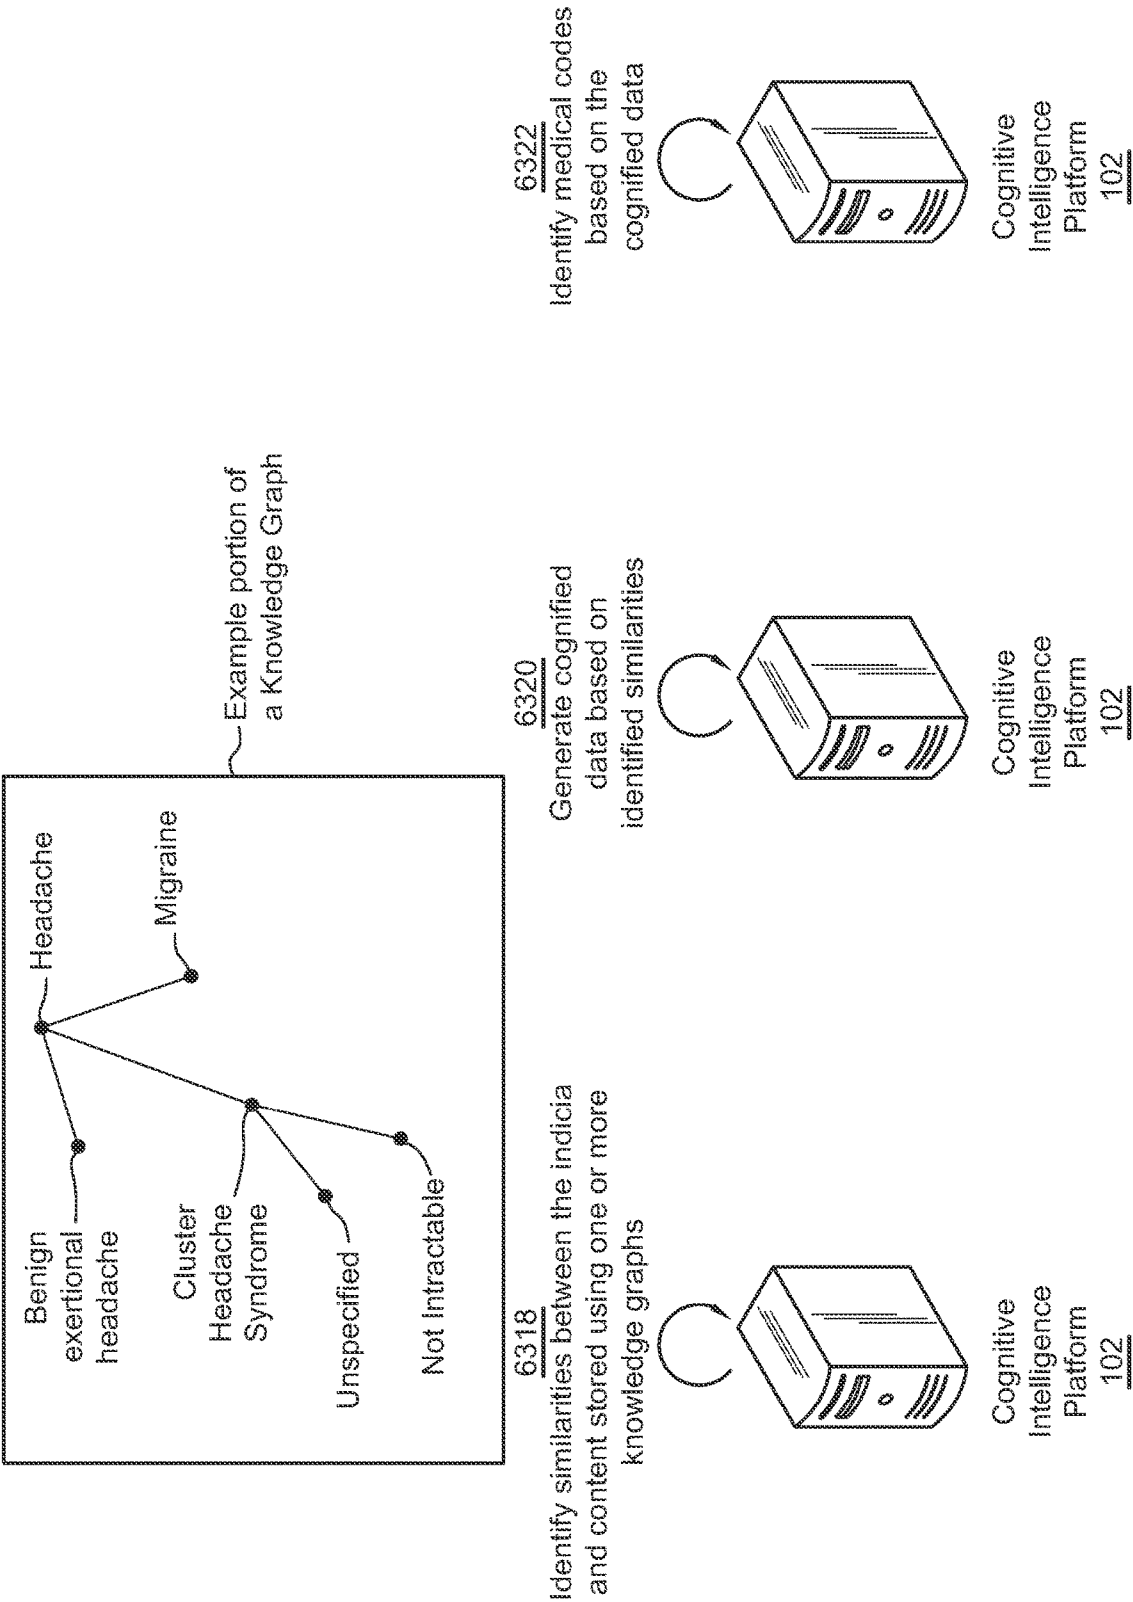 Headache
Migraine
Benign
exertional
headache
Cluster
Headache
Syndrome
Unspecified
Not Intractable
Example portion of
a Knowledge Graph
6318
Identify similarities between the indicia
and content stored using one or more
knowledge graphs
Cognitive
Intelligence
Platform
102
6320
Generate cognified
data based on
identified similarities
Cognitive
Intelligence
Platform
102
6322
Identify medical codes
based on the
cognified data
Cognitive
Intelligence
Platform
102